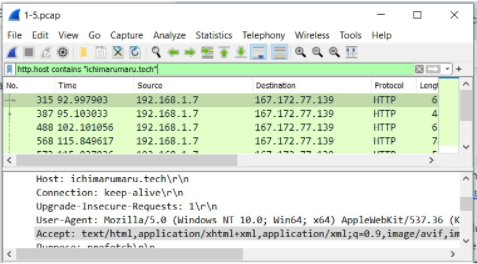 1-5.pcap
File Edit View Go Capture Analyze Statistics Telephony Wireless Tools Help
http.host contains "ichimarumaru.tech"
No. Time Source Destination Protocol Lengt
315 92.997903 192.168.1.7 167.172.77.139 HTTP 6
387 95.103033 192.168.1.7 167.172.77.139 HTTP 4
488 102.101056 192.168.1.7 167.172.77.139 HTTP 6
568 115.849617 192.168.1.7 167.172.77.139 HTTP 7
Host: ichimarumaru.tech\r\n
Connection: keep-alive\r\n
Upgrade-Insecure-Requests: 1\r\n
User-Agent: Mozilla/5.0 (Windows NT 10.0; Win64; x64) AppleWebKit/537.36 (K
Accept: text/html,application/xhtml+xml,application/xml;q=0.9,image/avif,im
Purpose: prefetch\r\n